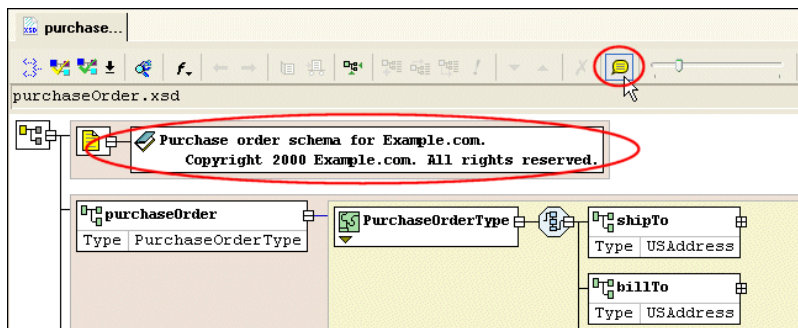 xsd purchase...
f
purchaseOrder.xsd
Purchase order schema for Example.com.
Copyright 2000 Example.com. All rights reserved.
purchaseOrder
Type PurchaseOrderType
PurchaseOrderType
shipTo
Type USAddress
billTo
Type USAddress